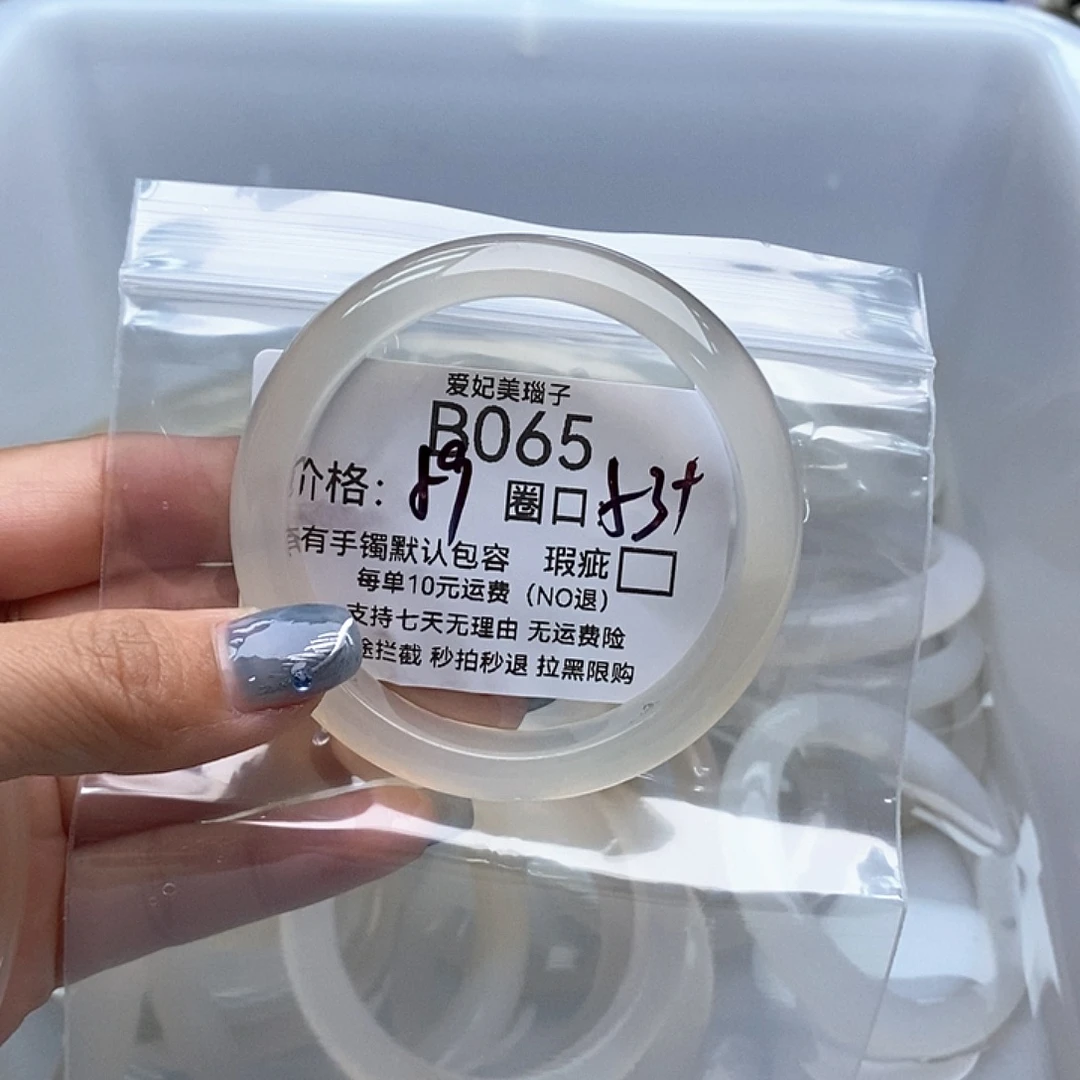 爱妃美瑙子
B065
价格：89 圈口 53+
有手镯默认包容 瑕疵
每单10元运费（NO退）
支持七天无理由 无运费险
途拦截 秒拍秒退 拉黑限购